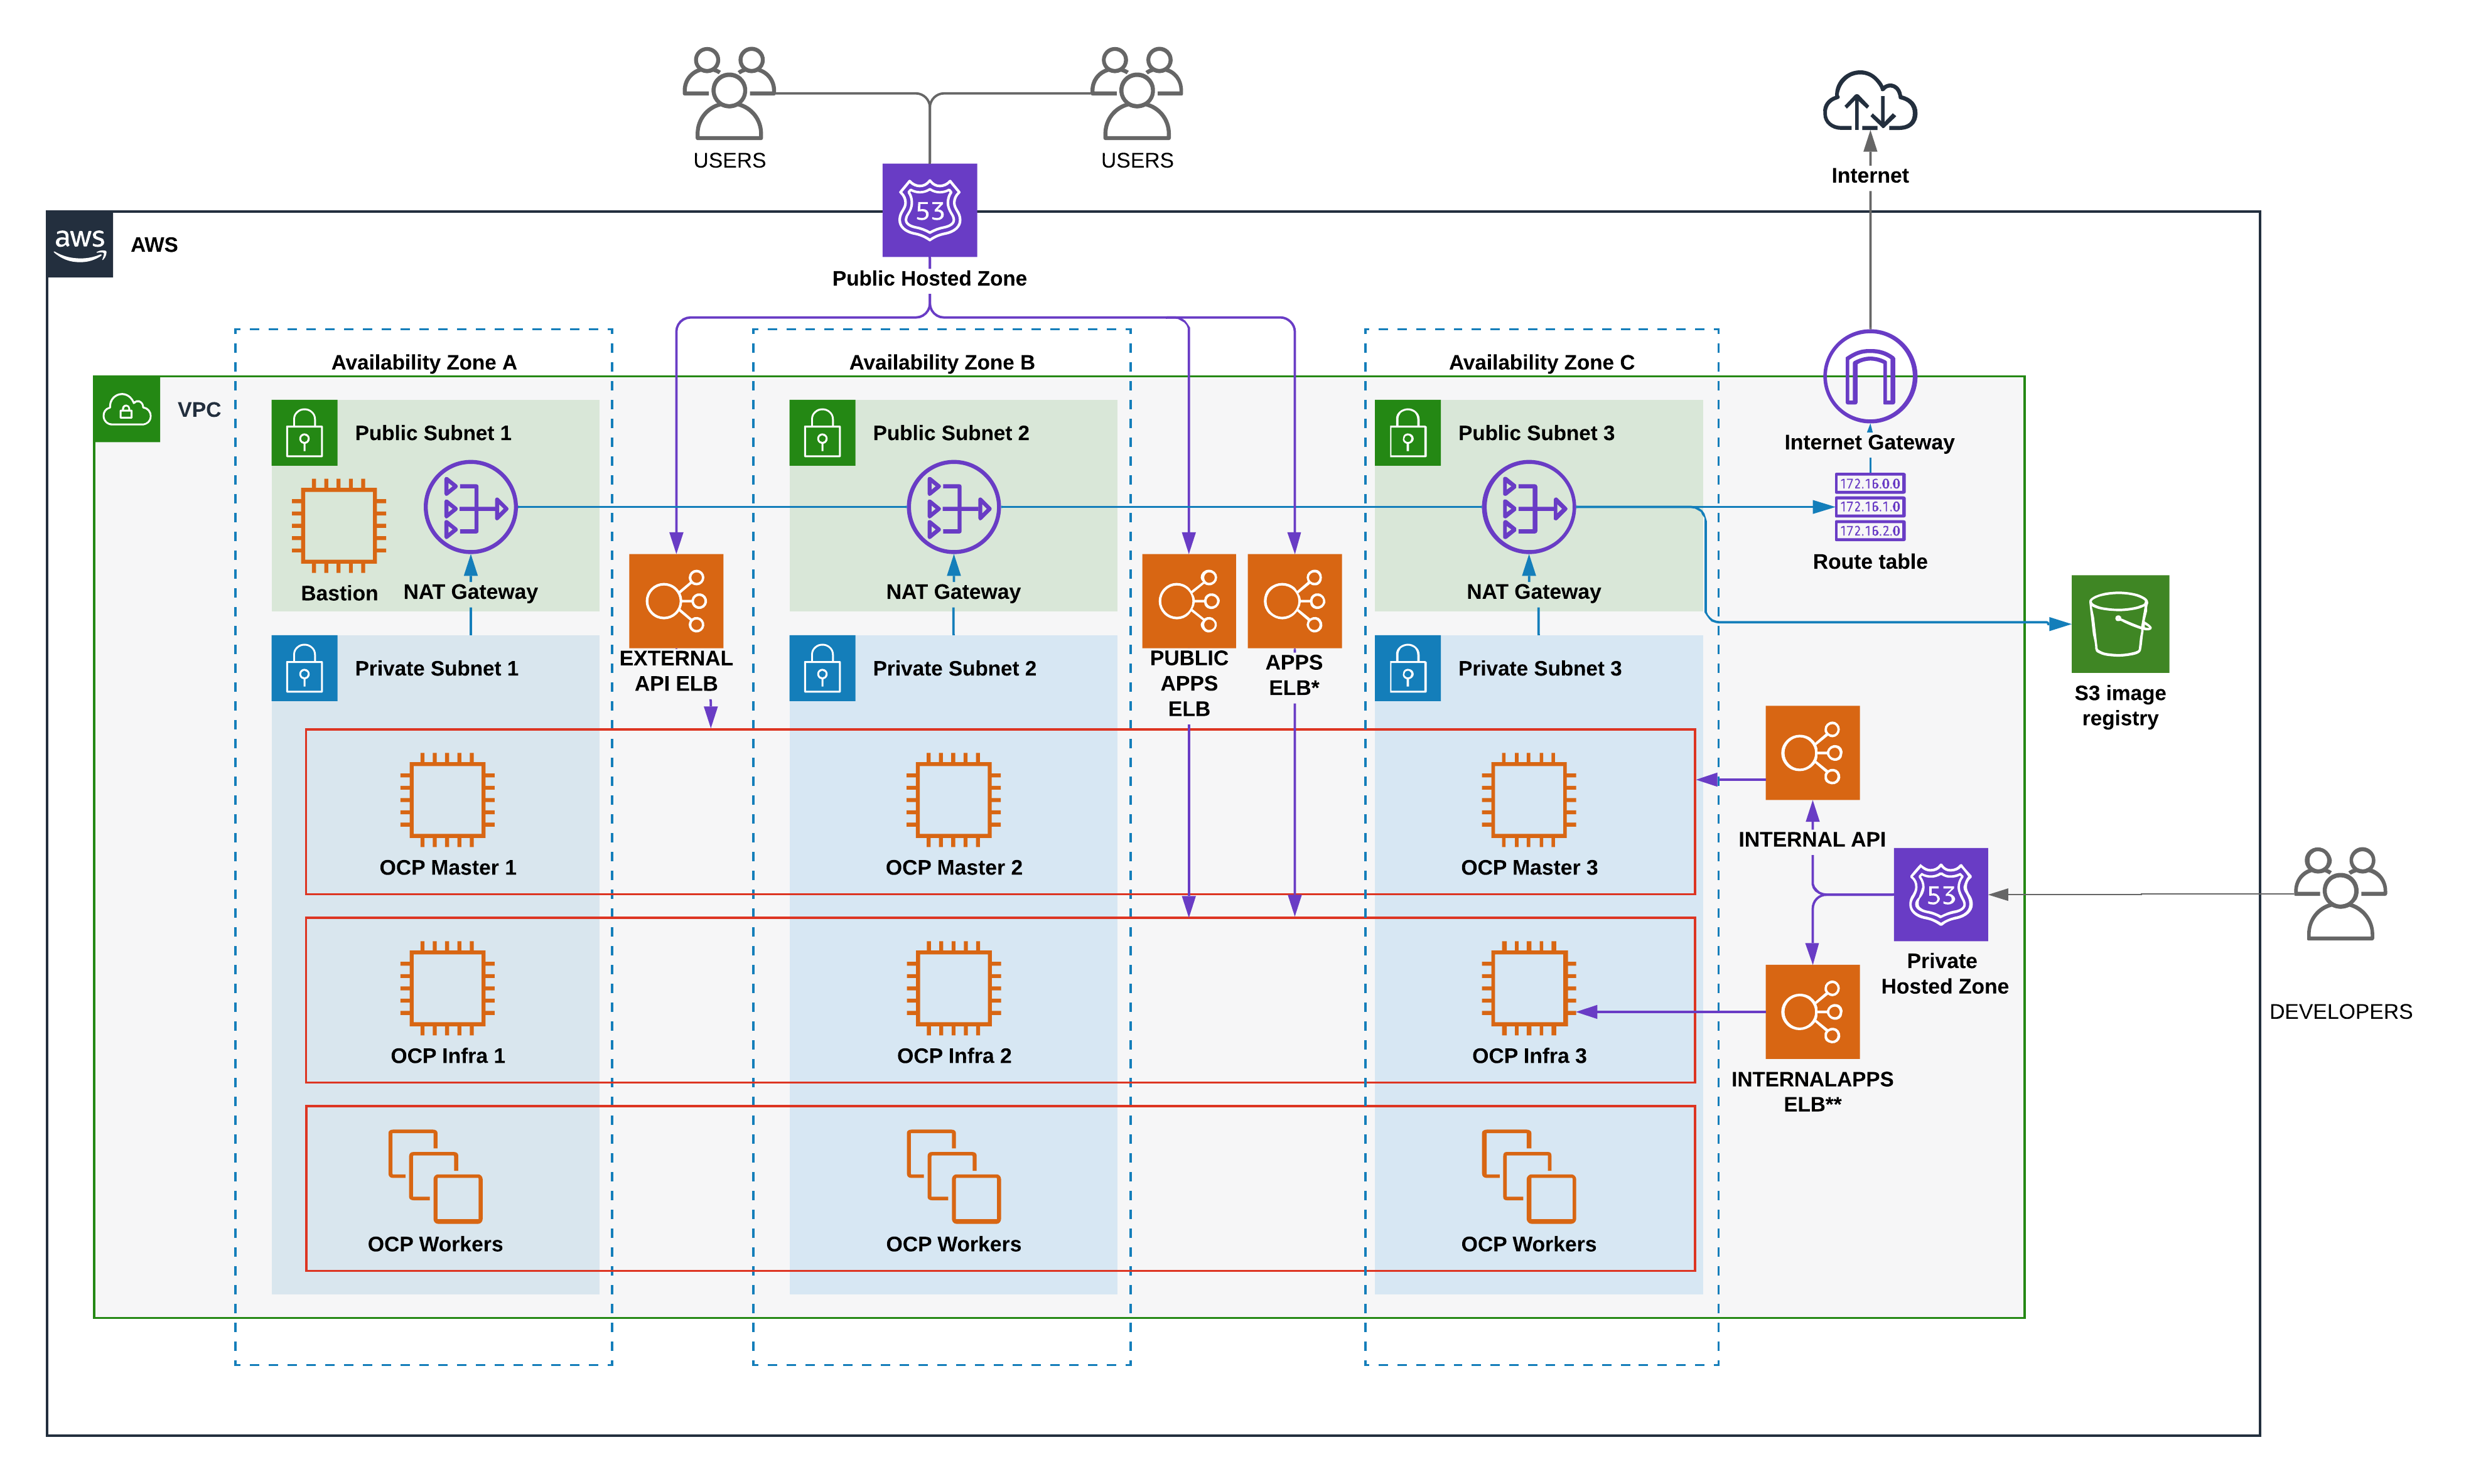 USERS
USERS
Internet
53
aws
AWS
Public Hosted Zone
Availability Zone A
Availability Zone B
Availability Zone C
VPC
Public Subnet 1
Public Subnet 2
Public Subnet 3
Internet Gateway
172.16.0.0
172.16.1.0
172.16.2.0
Route table
Bastion
NAT Gateway
NAT Gateway
NAT Gateway
EXTERNAL
API ELB
PUBLIC
APPS
ELB
APPS
ELB*
Private Subnet 1
Private Subnet 2
Private Subnet 3
S3 image
registry
OCP Master 1
OCP Master 2
OCP Master 3
INTERNAL API
53
Private
Hosted Zone
DEVELOPERS
OCP Infra 1
OCP Infra 2
OCP Infra 3
INTERNALAPPS
ELB**
OCP Workers
OCP Workers
OCP Workers